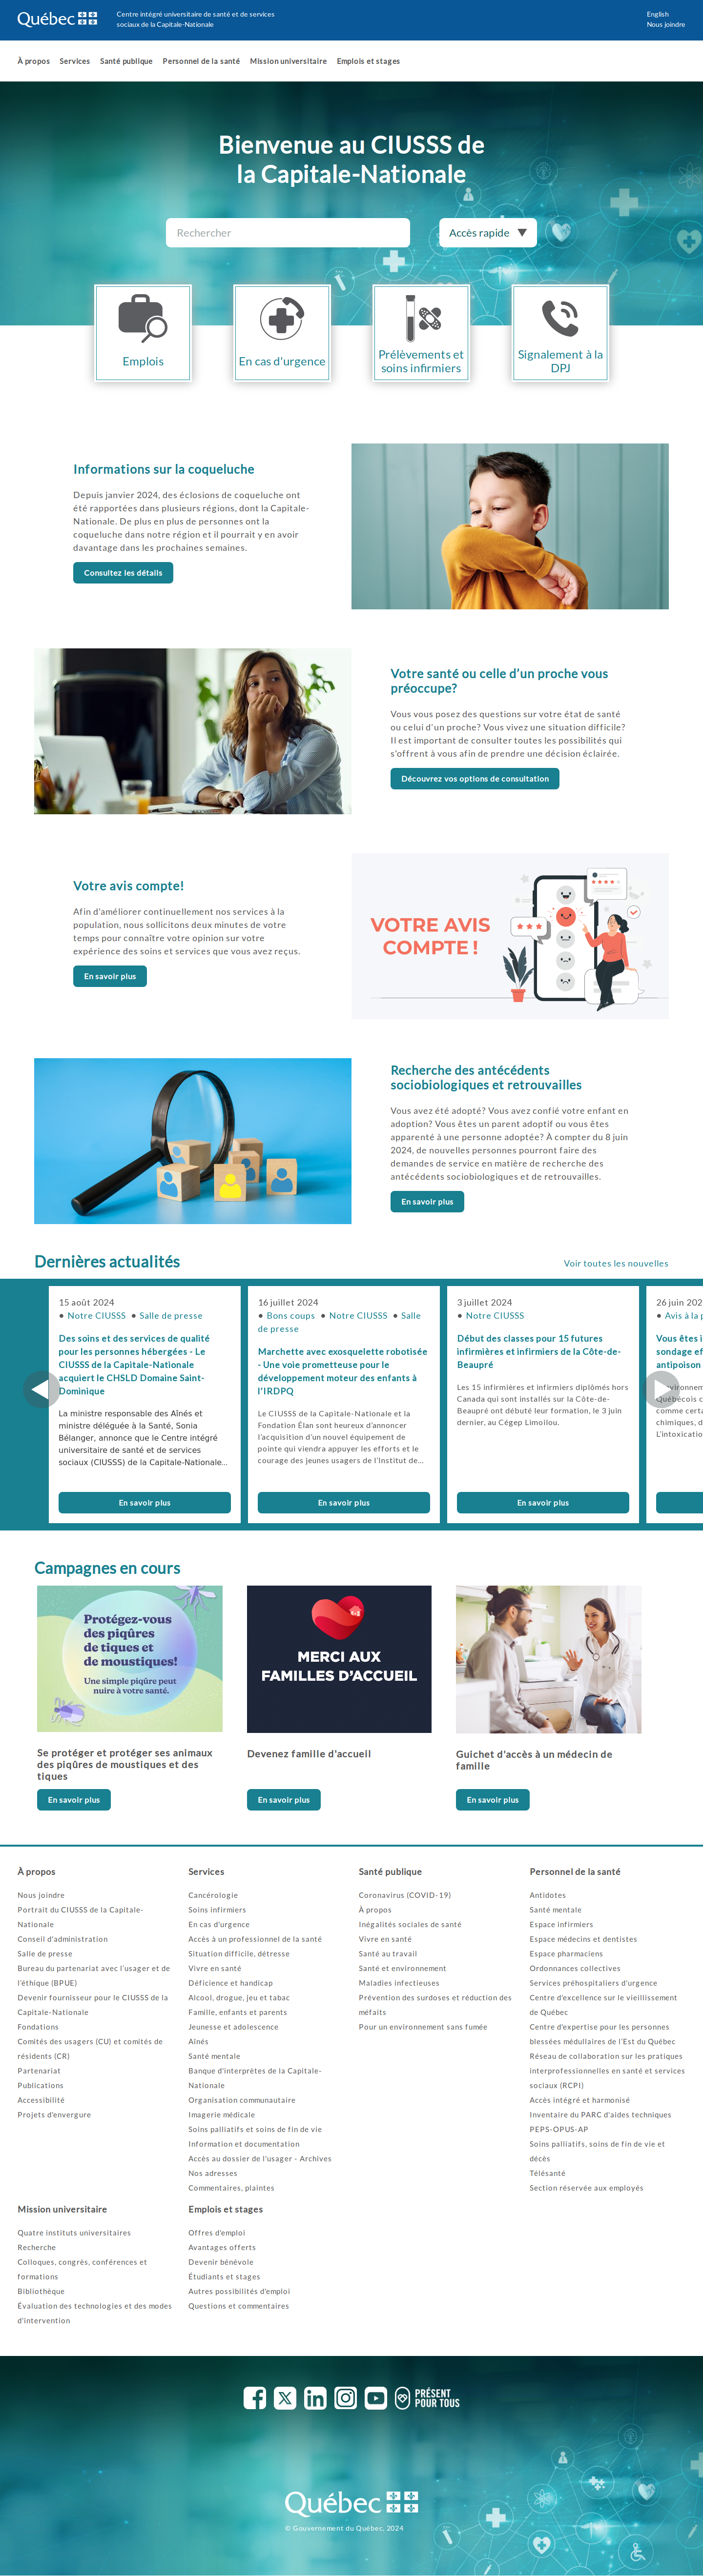 Québec
Centre intégré universitaire de santé et de services
sociaux de la Capitale-Nationale
English
Nous joindre
À propos
Services
Santé publique
Personnel de la santé
Mission universitaire
Emplois et stages
Bienvenue au CIUSSS de
la Capitale-Nationale
Rechercher
Accès rapide
Emplois
En cas d'urgence
Prélèvements et
soins infirmiers
Signalement à la
DPJ
Informations sur la coqueluche
Depuis janvier 2024, des éclosions de coqueluche ont
été rapportées dans plusieurs régions, dont la Capitale-
Nationale. De plus en plus de personnes ont la
coqueluche dans notre région et il pourrait y en avoir
davantage dans les prochaines semaines.
Consultez les détails
Votre santé ou celle d'un proche vous
préoccupe?
Vous vous posez des questions sur votre état de santé
ou celui d'un proche? Vous vivez une situation difficile?
Il est important de consulter toutes les possibilités qui
s'offrent à vous afin de prendre une décision éclairée.
Découvrez vos options de consultation
Votre avis compte!
Afin d'améliorer continuellement nos services à la
population, nous sollicitons deux minutes de votre
temps pour connaître votre opinion sur votre
expérience des soins et services que vous avez reçus.
En savoir plus
VOTRE AVIS
COMPTE !
Recherche des antécédents
sociobiologiques et retrouvailles
Vous avez été adopté? Vous avez confié votre enfant en
adoption? Vous êtes un parent adoptif ou vous êtes
apparenté à une personne adoptée? À compter du 8 juin
2024, de nouvelles personnes pourront faire des
demandes de service en matière de recherche des
antécédents sociobiologiques et de retrouvailles.
En savoir plus
Dernières actualités
Voir toutes les nouvelles
15 août 2024
• Notre CIUSSS • Salle de presse
Des soins et des services de qualité
pour les personnes hébergées - Le
CIUSSS de la Capitale-Nationale
acquiert le CHSLD Domaine Saint-
Dominique
La ministre responsable des Aînés et
ministre déléguée à la Santé, Sonia
Bélanger, annonce que le Centre intégré
universitaire de santé et de services
sociaux (CIUSSS) de la Capitale-Nationale...
En savoir plus
16 juillet 2024
• Bons coups • Notre CIUSSS • Salle
de presse
Marchette avec exosquelette robotisée
- Une voie prometteuse pour le
développement moteur des enfants à
l'IRDPQ
Le CIUSSS de la Capitale-Nationale et la
Fondation Élan sont heureux d'annoncer
l'acquisition d'un nouvel équipement de
pointe qui viendra appuyer les efforts et le
courage des jeunes usagers de l'Institut de...
En savoir plus
3 juillet 2024
• Notre CIUSSS
Début des classes pour 15 futures
infirmières et infirmiers de la Côte-de-
Beaupré
Les 15 infirmières et infirmiers diplômés hors
Canada qui sont installés sur la Côte-de-
Beaupré ont débuté leur formation, le 3 juin
dernier, au Cégep Limoilou.
En savoir plus
26 juin 202
• Avis à la p
Vous êtes i
sondage ef
antipoison
vironnem
Québécois c
comme certa
chimiques, d
L'intoxicatio
Campagnes en cours
Protégez-vous
des piqûres
de tiques et
de moustiques!
Une simple piqûre peut
nuire à votre santé.
Se protéger et protéger ses animaux
des piqûres de moustiques et des
tiques
En savoir plus
MERCI AUX
FAMILLES D'ACCUEIL
Devenez famille d'accueil
En savoir plus
Guichet d'accès à un médecin de
famille
En savoir plus
À propos
Nous joindre
Portrait du CIUSSS de la Capitale-
Nationale
Conseil d'administration
Salle de presse
Bureau du partenariat avec l'usager et de
l'éthique (BPUE)
Devenir fournisseur pour le CIUSSS de la
Capitale-Nationale
Fondations
Comités des usagers (CU) et comités de
résidents (CR)
Partenariat
Publications
Accessibilité
Projets d'envergure
Services
Cancérologie
Soins infirmiers
En cas d'urgence
Accès à un professionnel de la santé
Situation difficile, détresse
Vivre en santé
Déficience et handicap
Alcool, drogue, jeu et tabac
Famille, enfants et parents
Jeunesse et adolescence
Aînés
Santé mentale
Banque d'interprètes de la Capitale-
Nationale
Organisation communautaire
Imagerie médicale
Soins palliatifs et soins de fin de vie
Information et documentation
Accès au dossier de l'usager - Archives
Nos adresses
Commentaires, plaintes
Santé publique
Coronavirus (COVID-19)
À propos
Inégalités sociales de santé
Vivre en santé
Santé au travail
Santé et environnement
Maladies infectieuses
Prévention des surdoses et réduction des
méfaits
Pour un environnement sans fumée
Personnel de la santé
Antidotes
Santé mentale
Espace infirmiers
Espace médecins et dentistes
Espace pharmaciens
Ordonnances collectives
Services préhospitaliers d'urgence
Centre d'excellence sur le vieillissement
de Québec
Centre d'expertise pour les personnes
blessées médullaires de l'Est du Québec
Réseau de collaboration sur les pratiques
interprofessionnelles en santé et services
sociaux (RCPI)
Accès intégré et harmonisé
Inventaire du PARC d'aides techniques
PEPS-OPUS-AP
Soins palliatifs, soins de fin de vie et
décès
Télésanté
Section réservée aux employés
Mission universitaire
Quatre instituts universitaires
Recherche
Colloques, congrès, conférences et
formations
Bibliothèque
Évaluation des technologies et des modes
d'intervention
Emplois et stages
Offres d'emploi
Avantages offerts
Devenir bénévole
Étudiants et stages
Autres possibilités d'emploi
Questions et commentaires
PRÉSENT
POUR TOUS
Québec
© Gouvernement du Québec, 2024